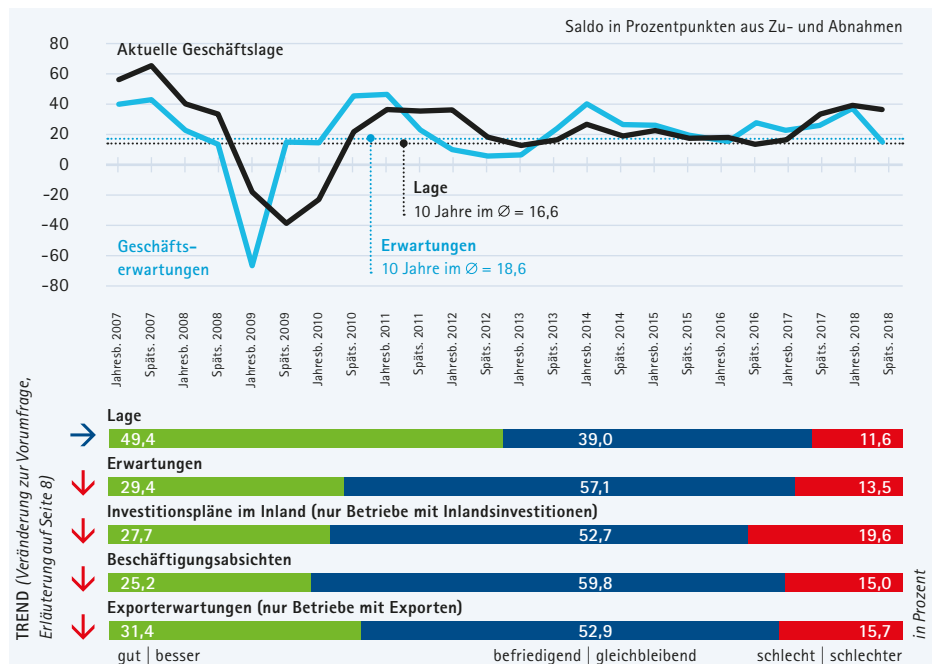 Saldo in Prozentpunkten aus Zu- und Abnahmen
80
Aktuelle Geschäftslage
60
40
20
0
-20
-40
-60
-80
Lage
10 Jahre im Ø = 16,6
Geschäfts-
erwartungen
Erwartungen
10 Jahre im Ø = 18,6
Jahresb. 2007
Späts. 2007
Jahresb. 2008
Späts. 2008
Jahresb. 2009
Späts. 2009
Jahresb. 2010
Späts. 2010
Jahresb. 2011
Späts. 2011
Jahresb. 2012
Späts. 2012
Jahresb. 2013
Späts. 2013
Jahresb. 2014
Späts. 2014
Jahresb. 2015
Späts. 2015
Jahresb. 2016
Späts. 2016
Jahresb. 2017
Späts. 2017
Jahresb. 2018
Späts. 2018
TREND (Veränderung zur Vorumfrage,
Erläuterung auf Seite 8)
Lage
49,4 39,0 11,6
Erwartungen
29,4 57,1 13,5
Investitionspläne im Inland (nur Betriebe mit Inlandsinvestitionen)
27,7 52,7 19,6
Beschäftigungsabsichten
25,2 59,8 15,0
Exporterwartungen (nur Betriebe mit Exporten)
31,4 52,9 15,7
gut | besser befriedigend | gleichbleibend schlecht | schlechter
in Prozent